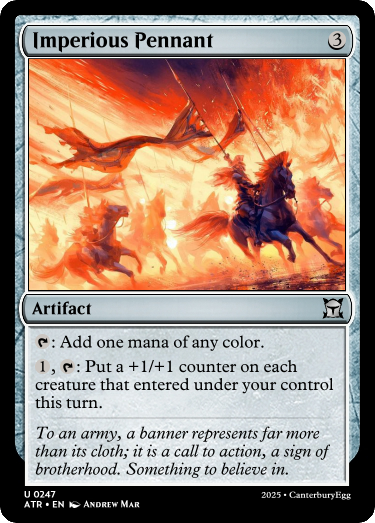 Imperious Pennant 3
Artifact
: Add one mana of any color.
1, : Put a +1/+1 counter on each
creature that entered under your control
this turn.
To an army, a banner represents far more
than its cloth; it is a call to action, a sign of
brotherhood. Something to believe in.
U 0247
ATR • EN Andrew Mar
2025 • CanterburyEgg